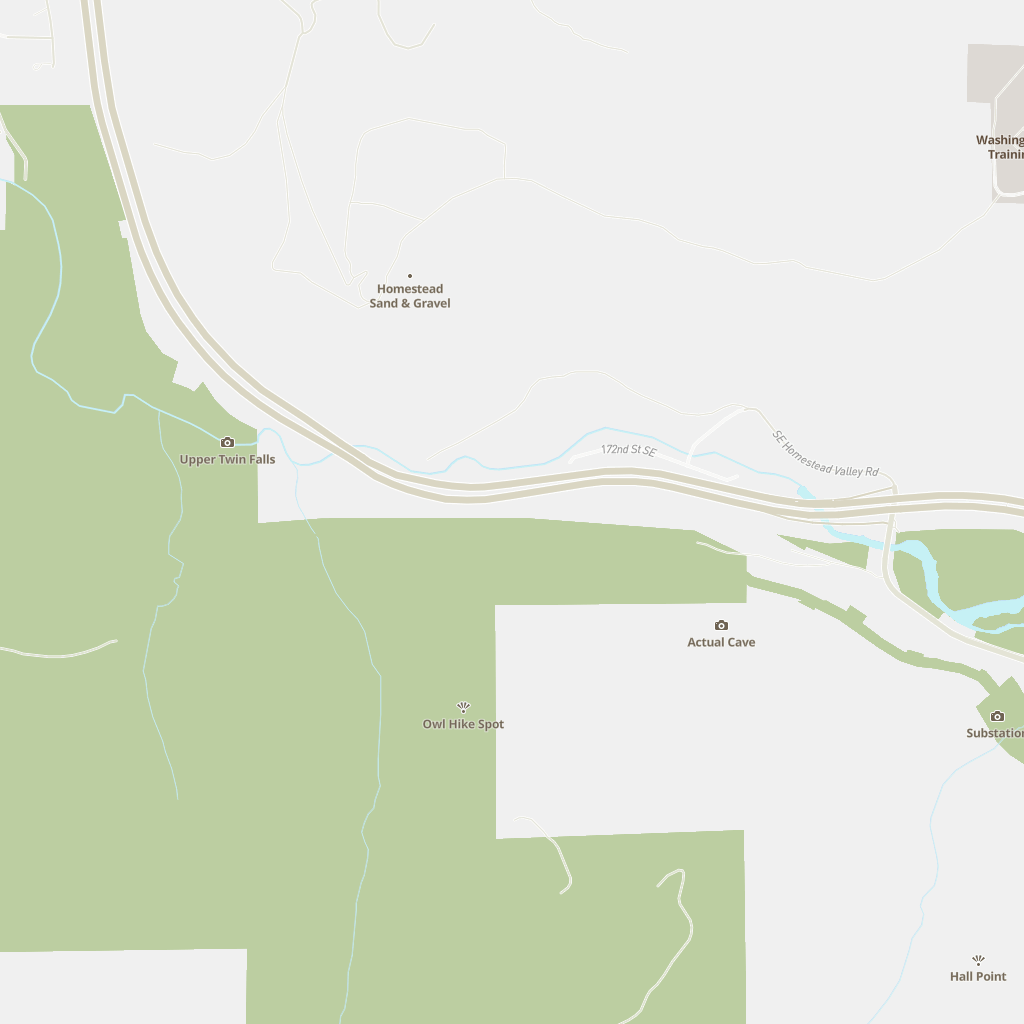 Washing
Trainin
Homestead
Sand & Gravel
SE Homestead Valley Rd
172nd St SE
Upper Twin Falls
Actual Cave
Owl Hike Spot
Substation
Hall Point